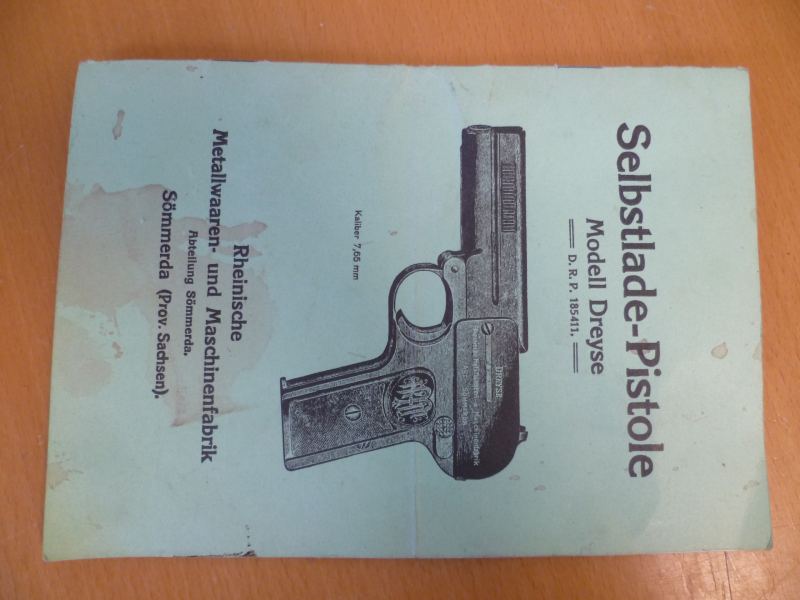 Selbstlade-Pistole
Modell Dreyse
D. R. P. 185411.
DREYSE
Kaliber 7,65 mm
Rheinische
Metallwaaren- und Maschinenfabrik
Abteilung Sömmerda.
Sömmerda (Prov. Sachsen).